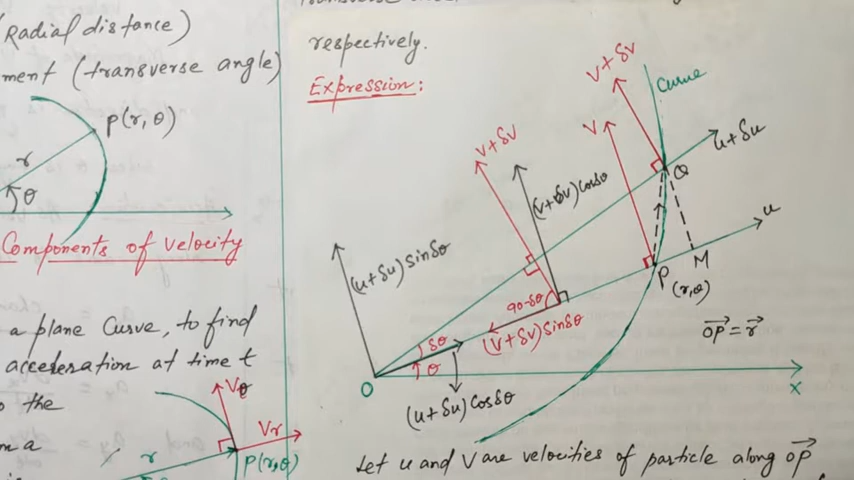 (Radial distance)
ment (transverse angle)
P(r, θ)
r
θ
Components of velocity
a plane curve, to find
acceleration at time t
the
Vθ
Vr
r
P(r,θ)
respectively.
Expression:
V+δV
Curve
V+δV
V
u+δu
Q
(V+δV)cosθ
u
(u+δu)sinδθ
P
M
(r,θ)
90-δθ
(V+δV)sinδθ
OP = r
δθ
θ
O
X
(u+δu)cosδθ
Let u and V are velocities of particle along OP